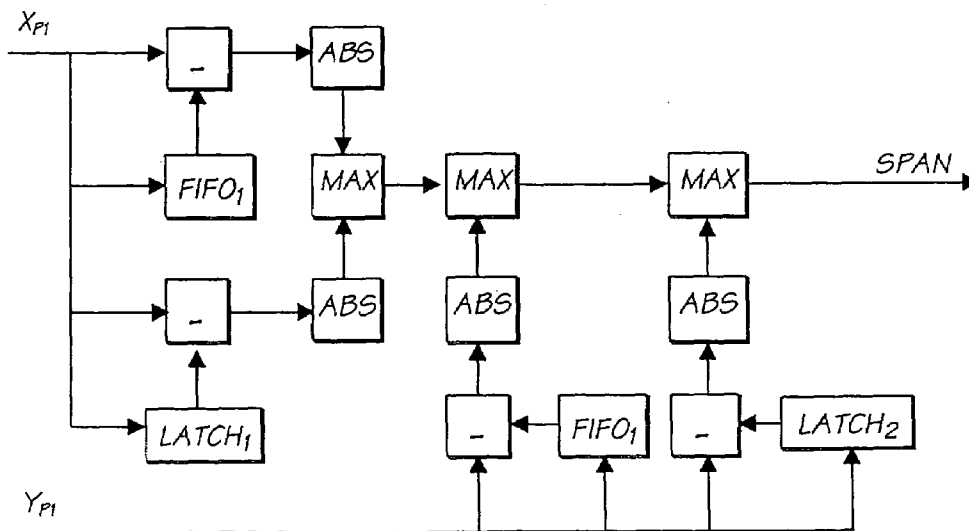 X_P1
-
ABS
FIFO₁
MAX
MAX
MAX
SPAN
-
ABS
ABS
ABS
LATCH₁
-
FIFO₁
-
LATCH₂
Y_P1